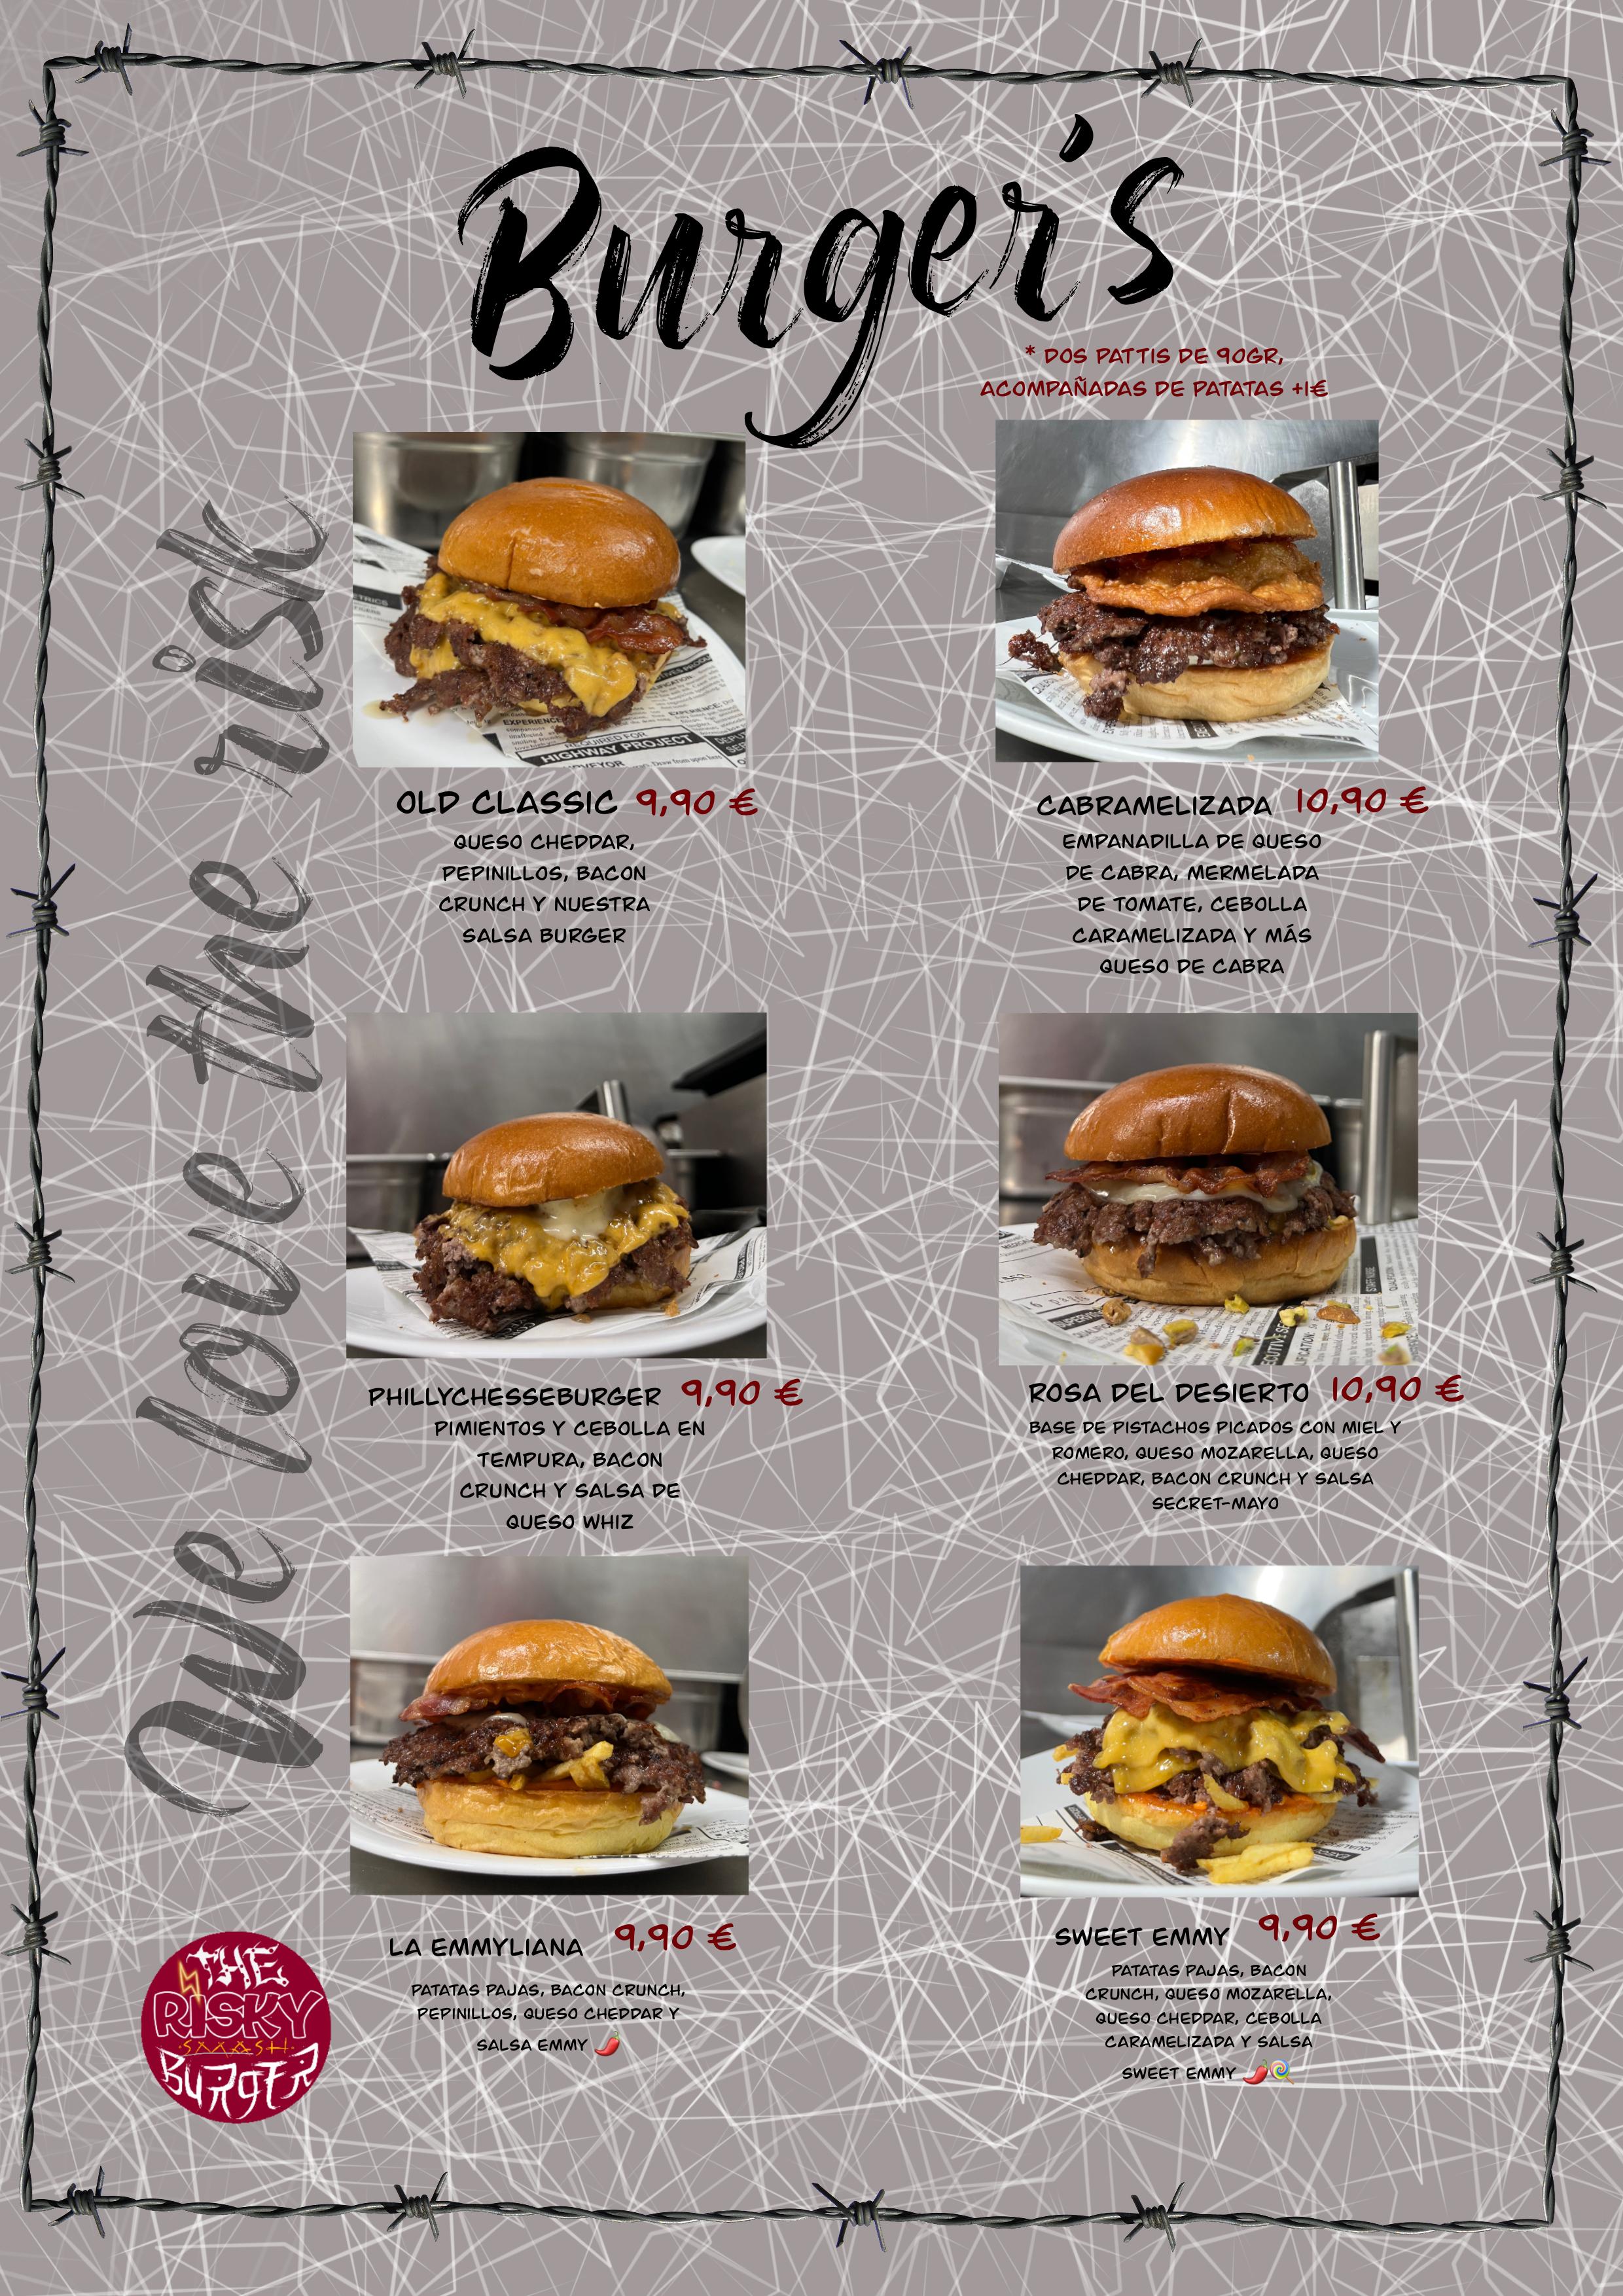 Burger's
* DOS PATTIS DE 90GR,
ACOMPAÑADAS DE PATATAS +1€
We love the risk
OLD CLASSIC 9,90 €
QUESO CHEDDAR,
PEPINILLOS, BACON
CRUNCH Y NUESTRA
SALSA BURGER
CABRAMELIZADA 10,90 €
EMPANADILLA DE QUESO
DE CABRA, MERMELADA
DE TOMATE, CEBOLLA
CARAMELIZADA Y MÁS
QUESO DE CABRA
PHILLYCHESSEBURGER 9,90 €
PIMIENTOS Y CEBOLLA EN
TEMPURA, BACON
CRUNCH Y SALSA DE
QUESO WHIZ
ROSA DEL DESIERTO 10,90 €
BASE DE PISTACHOS PICADOS CON MIEL Y
ROMERO, QUESO MOZARELLA, QUESO
CHEDDAR, BACON CRUNCH Y SALSA
SECRET-MAYO
LA EMMYLIANA 9,90 €
PATATAS PAJAS, BACON CRUNCH,
PEPINILLOS, QUESO CHEDDAR Y
SALSA EMMY 🌶️
SWEET EMMY 9,90 €
PATATAS PAJAS, BACON
CRUNCH, QUESO MOZARELLA,
QUESO CHEDDAR, CEBOLLA
CARAMELIZADA Y SALSA
SWEET EMMY 🌶️🍭
THE
RISKY
SMASH
BURGER
REQUIRED FOR
HIGHWAY PROJECT